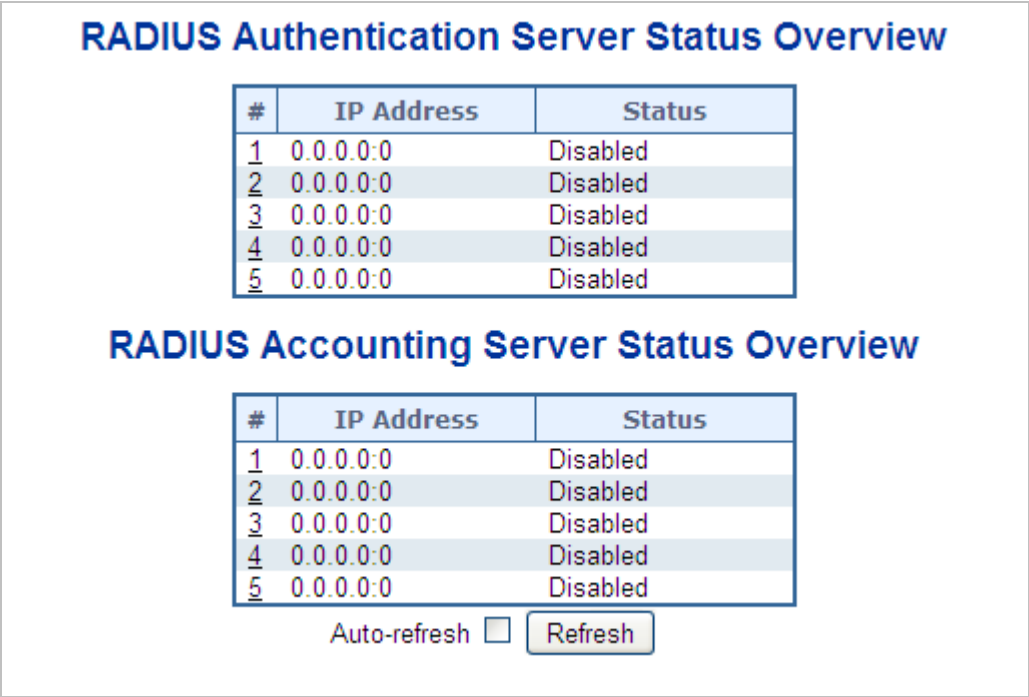 RADIUS Authentication Server Status Overview
# IP Address Status
1 0.0.0.0:0 Disabled
2 0.0.0.0:0 Disabled
3 0.0.0.0:0 Disabled
4 0.0.0.0:0 Disabled
5 0.0.0.0:0 Disabled
RADIUS Accounting Server Status Overview
# IP Address Status
1 0.0.0.0:0 Disabled
2 0.0.0.0:0 Disabled
3 0.0.0.0:0 Disabled
4 0.0.0.0:0 Disabled
5 0.0.0.0:0 Disabled
Auto-refresh Refresh